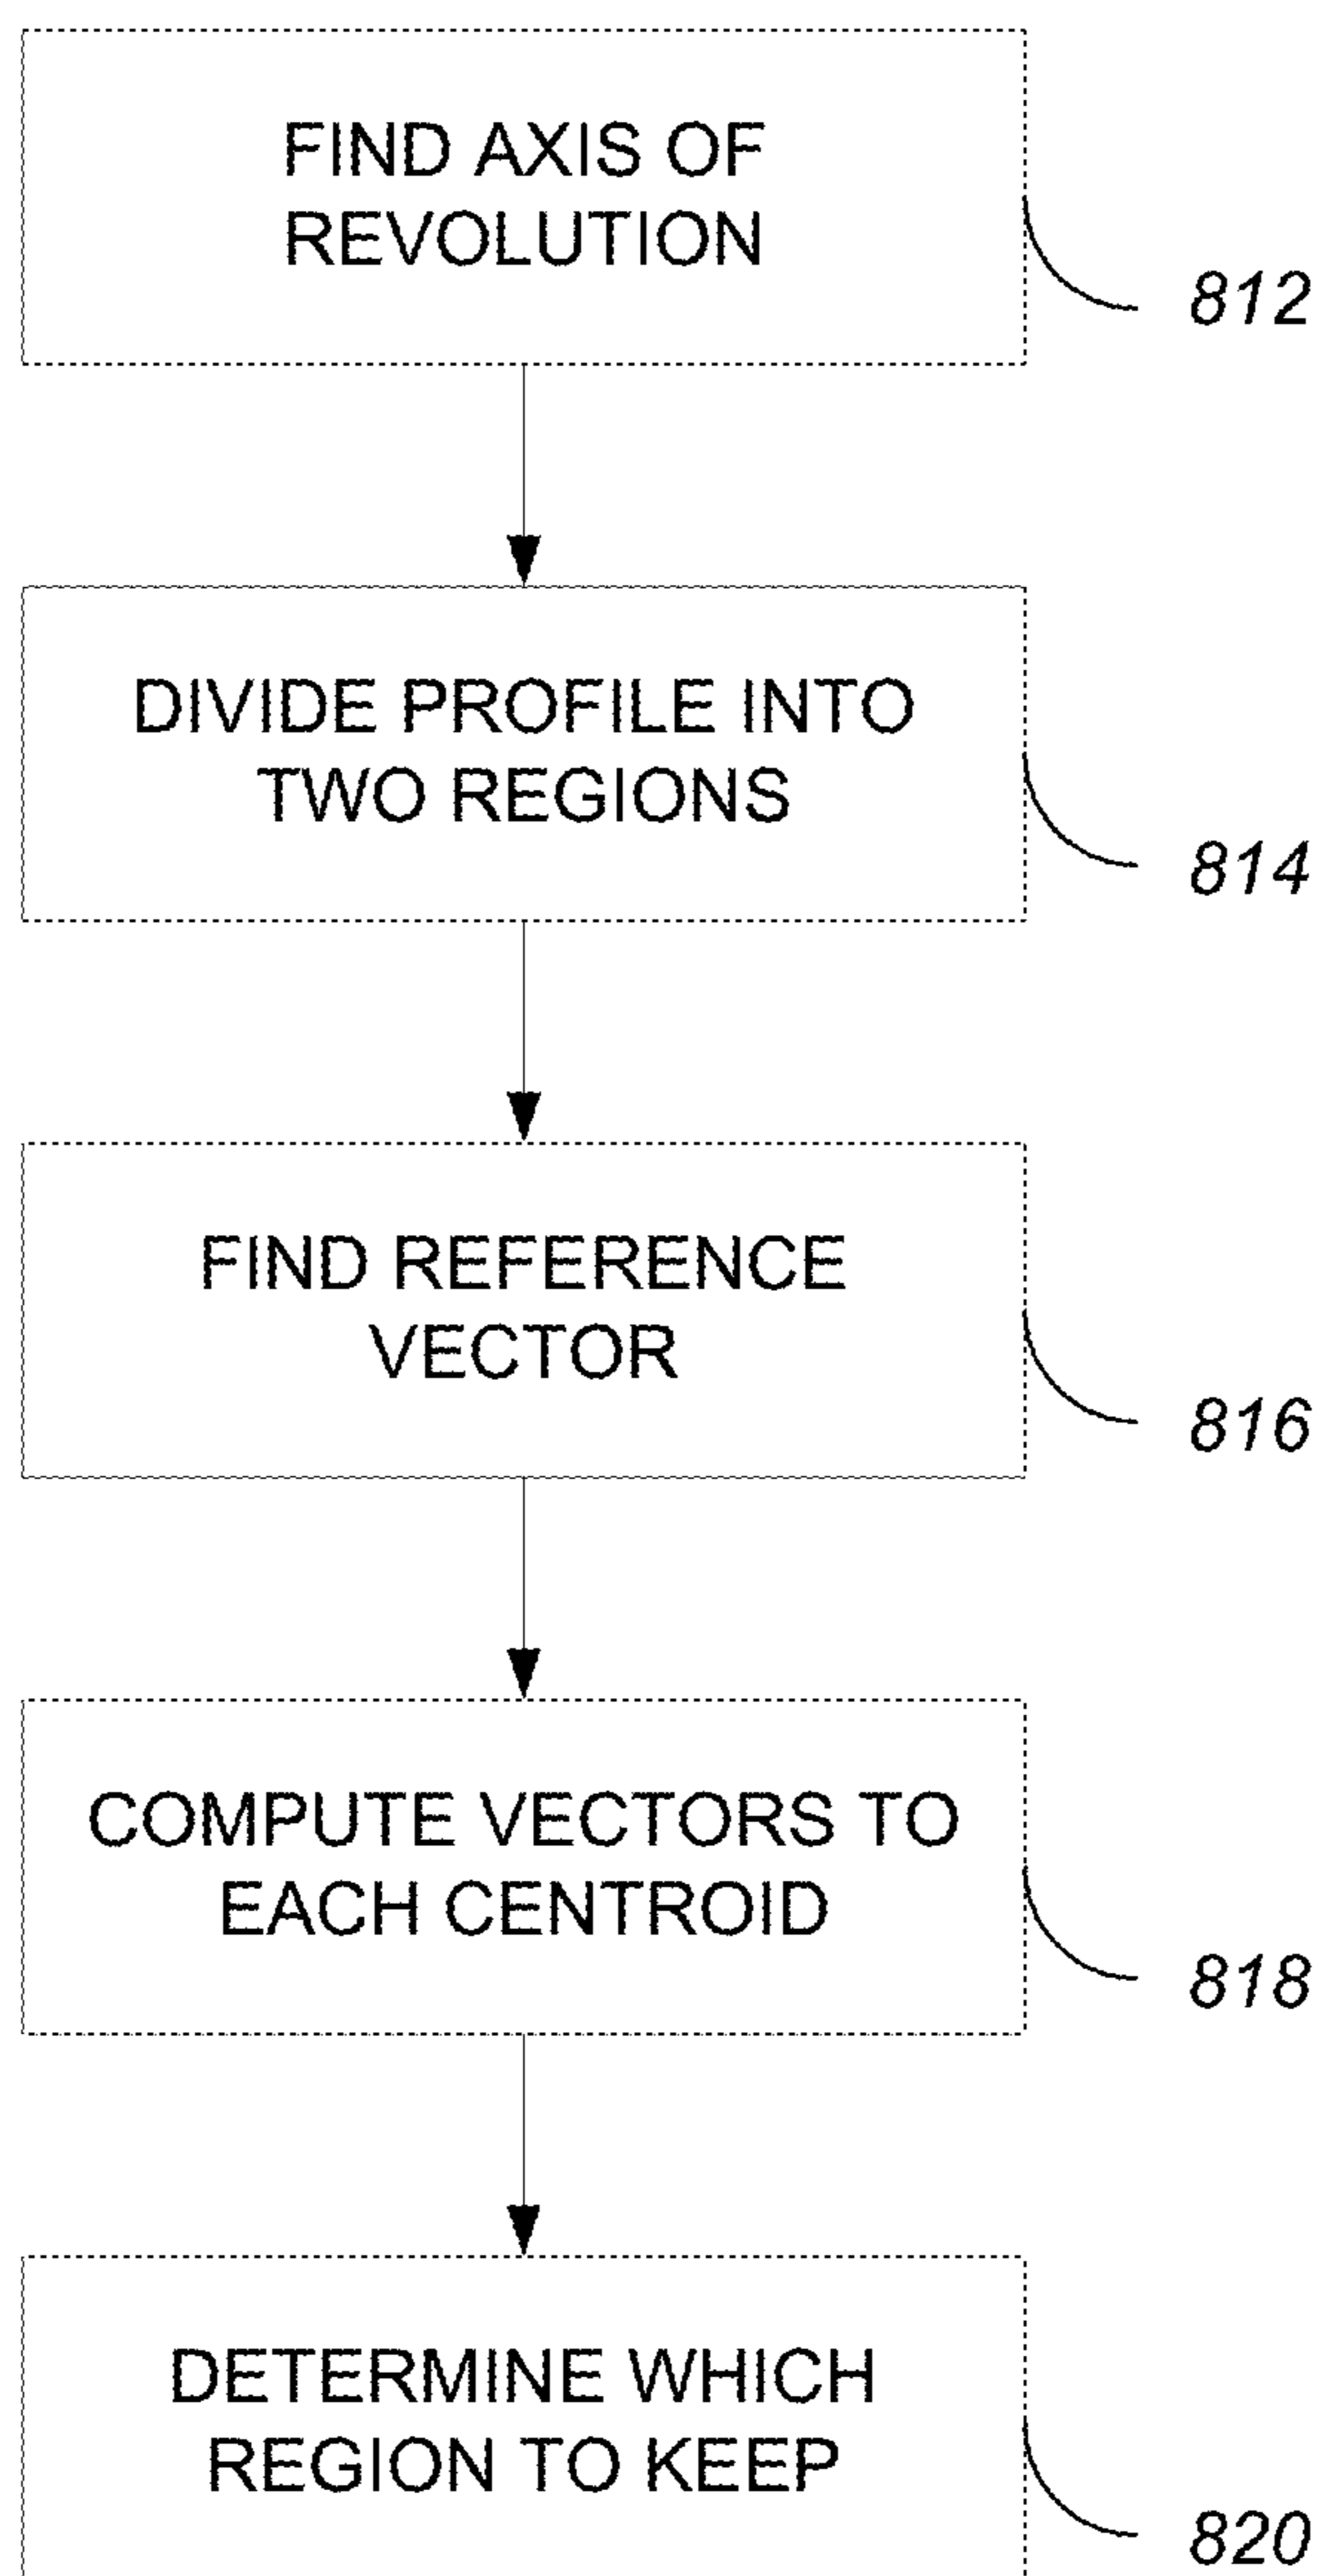 FIND AXIS OF
REVOLUTION
812
DIVIDE PROFILE INTO
TWO REGIONS
814
FIND REFERENCE
VECTOR
816
COMPUTE VECTORS TO
EACH CENTROID
818
DETERMINE WHICH
REGION TO KEEP
820